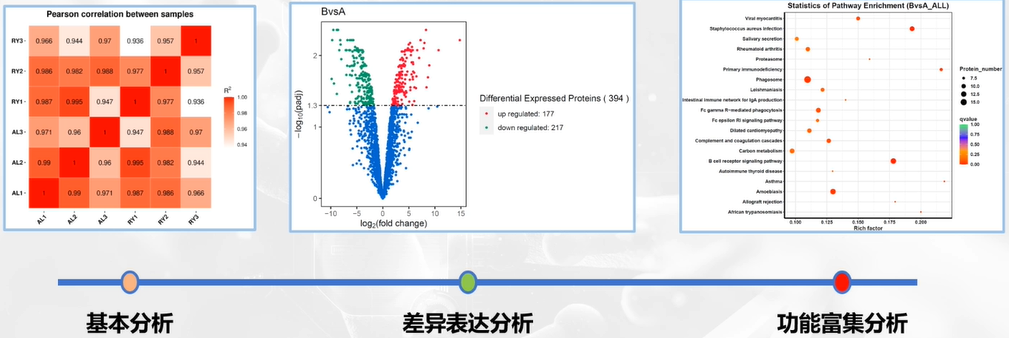 Pearson correlation between samples
RY3
0.966 0.944 0.97 0.936 0.957 1
RY2
0.986 0.982 0.988 0.977 1 0.957
RY1
0.987 0.995 0.947 1 0.977 0.936
AL3
0.971 0.96 1 0.947 0.988 0.97
AL2
0.99 1 0.96 0.995 0.982 0.944
AL1
1 0.99 0.971 0.987 0.986 0.966
AL1 AL2 AL3 RY1 RY2 RY3
R²
1.00
0.98
0.96
0.94
BvsA
−log₁₀(padj)
2
1.3
1
0
−10 −5 0 5 10 15
log₂(fold change)
Differential Expressed Proteins ( 394 )
up regulated: 177
down regulated: 217
Statistics of Pathway Enrichment (BvsA_ALL)
Viral myocarditis
Staphylococcus aureus infection
Salivary secretion
Rheumatoid arthritis
Proteasome
Primary immunodeficiency
Phagosome
Leishmaniasis
Intestinal immune network for IgA production
Fc gamma R−mediated phagocytosis
Fc epsilon RI signaling pathway
Dilated cardiomyopathy
Complement and coagulation cascades
Carbon metabolism
B cell receptor signaling pathway
Autoimmune thyroid disease
Asthma
Amoebiasis
Allograft rejection
African trypanosomiasis
0.100 0.125 0.150 0.175 0.200
Rich factor
Protein_number
7.5
10.0
12.5
15.0
qvalue
1.00
0.75
0.50
0.25
0.00
基本分析
差异表达分析
功能富集分析